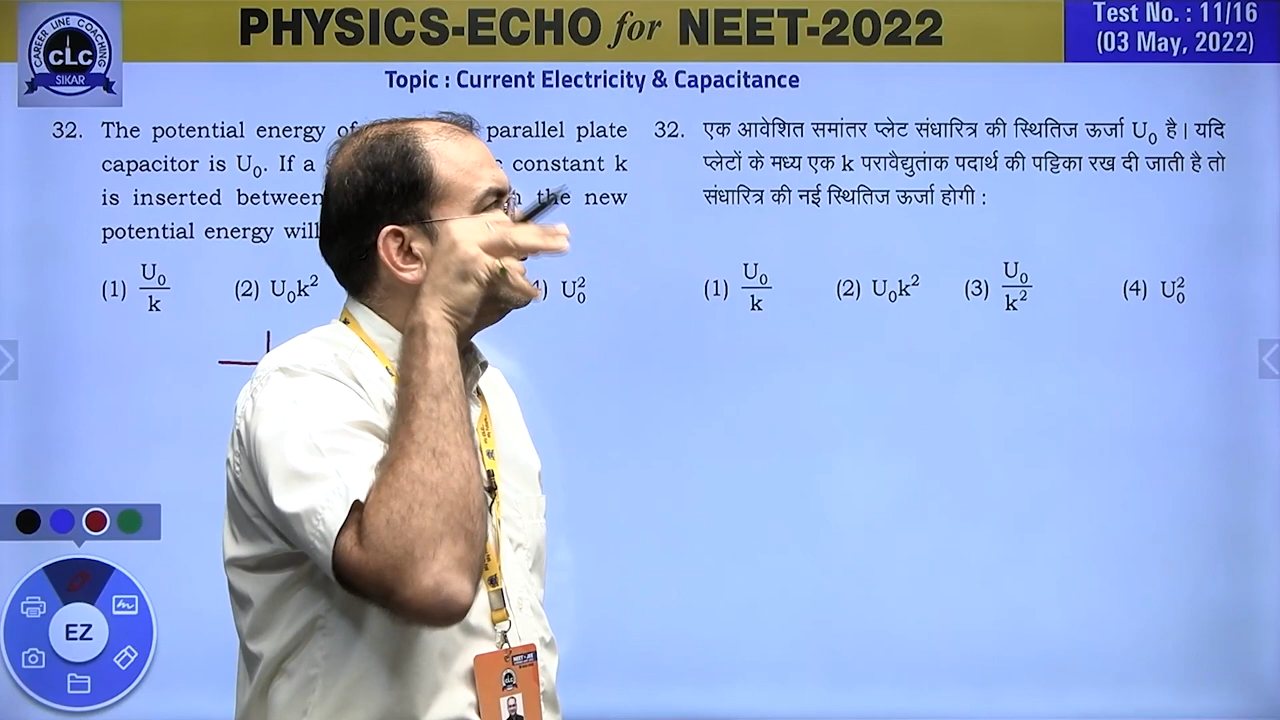 PHYSICS-ECHO for NEET-2022
Test No. : 11/16
(03 May, 2022)
CAREER LINE COACHING
CLC
SIKAR
Topic : Current Electricity & Capacitance
32. The potential energy of parallel plate
capacitor is U₀. If a constant k
is inserted between the new
potential energy will
(1) U₀/k (2) U₀k² U₀²
32. एक आवेशित समांतर प्लेट संधारित्र की स्थितिज ऊर्जा U₀ है। यदि
प्लेटों के मध्य एक k परावैद्युतांक पदार्थ की पट्टिका रख दी जाती है तो
संधारित्र की नई स्थितिज ऊर्जा होगी :
(1) U₀/k (2) U₀k² (3) U₀/k² (4) U₀²
EZ